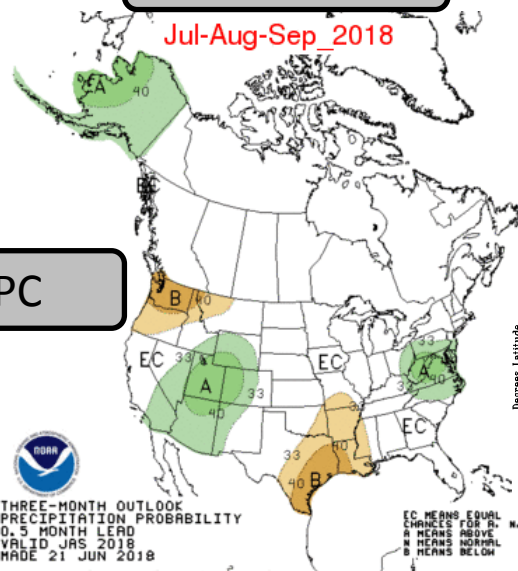 Jul-Aug-Sep_2018
A
40
EC
PC
B
40
EC
33
A
33
40
EC
33
A
40
33
EC
33
40
33
B
40
Degrees Latitude
NOAA
THREE-MONTH OUTLOOK
PRECIPITATION PROBABILITY
0.5 MONTH LEAD
VALID JAS 2018
MADE 21 JUN 2018
EC MEANS EQUAL
CHANCES FOR A, N,
A MEANS ABOVE
N MEANS NORMAL
B MEANS BELOW